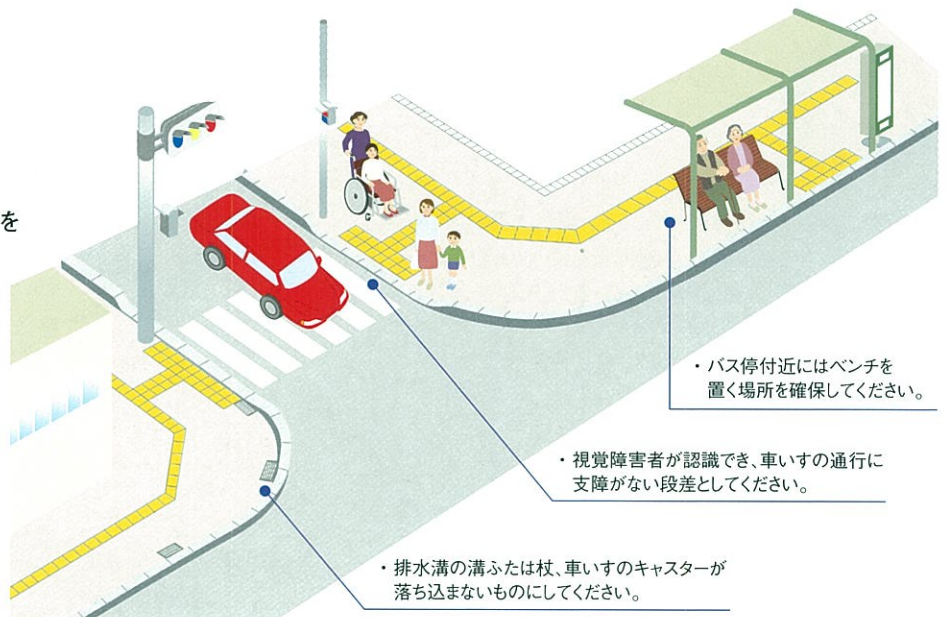 を
・バス停付近にはベンチを
置く場所を確保してください。
・視覚障害者が認識でき、車いすの通行に
支障がない段差としてください。
・排水溝の溝ふたは杖、車いすのキャスターが
落ち込まないものにしてください。